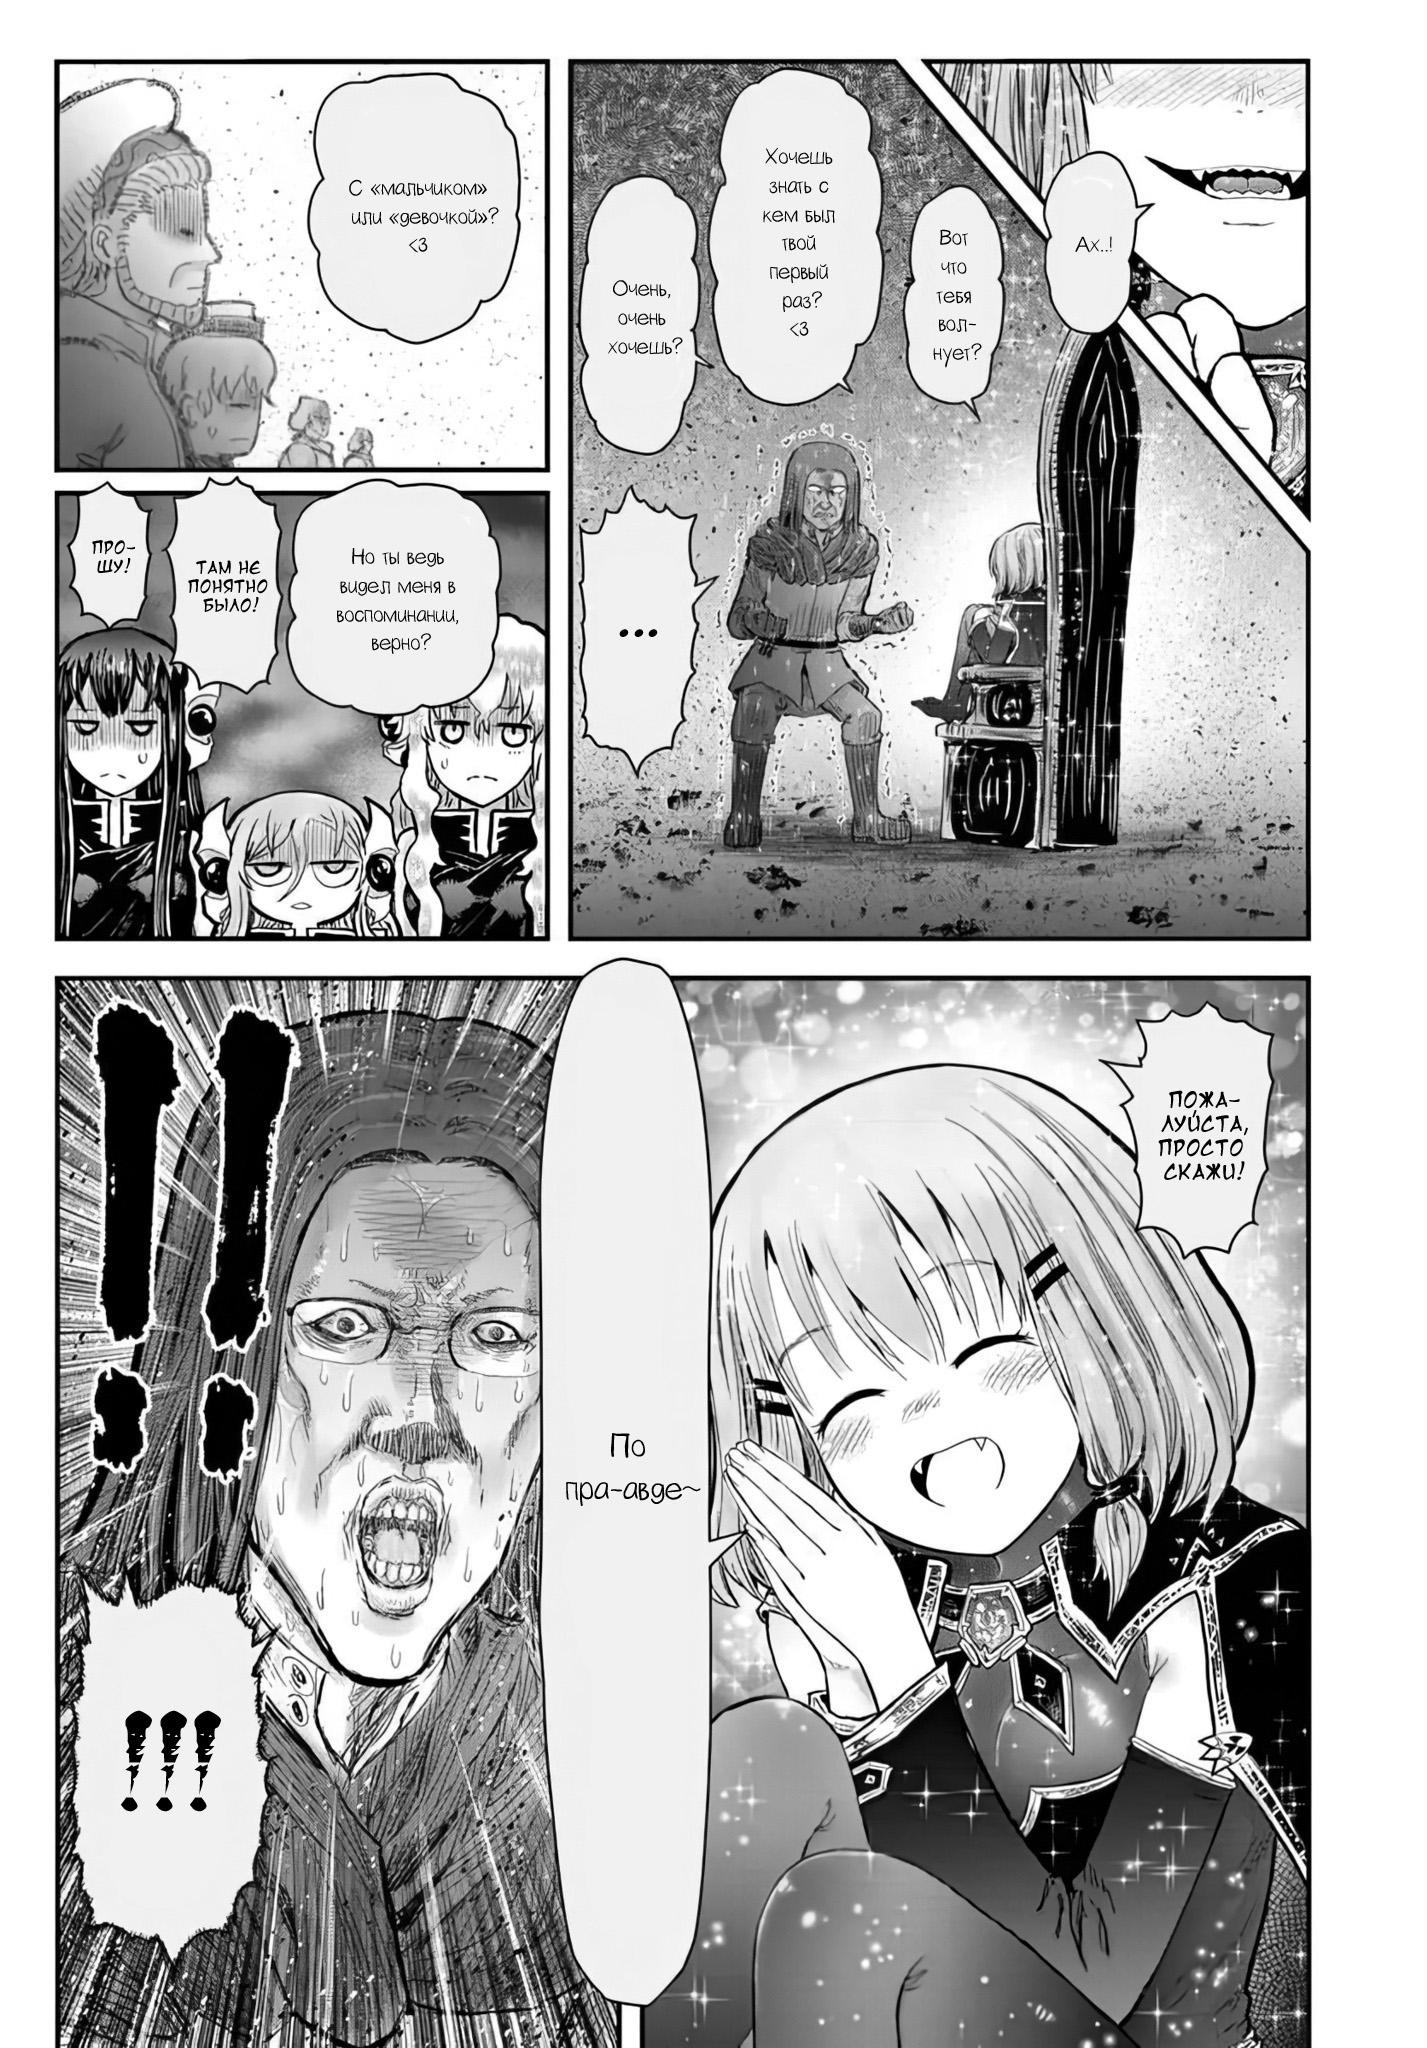 Ах..!
Вот
что
тебя
вол-
нует?
Хочешь
знать с
кем был
твой
первый
раз?
<3
Очень,
очень
хочешь?
...
С «мальчиком»
или «девочкой»?
<3
Но ты ведь
видел меня в
воспоминании,
верно?
ТАМ НЕ
ПОНЯТНО
БЫЛО!
ПРО-
ШУ!
ПОЖА-
ЛУЙСТА,
ПРОСТО
СКАЖИ!
По
пра-авде~
!!
!!!